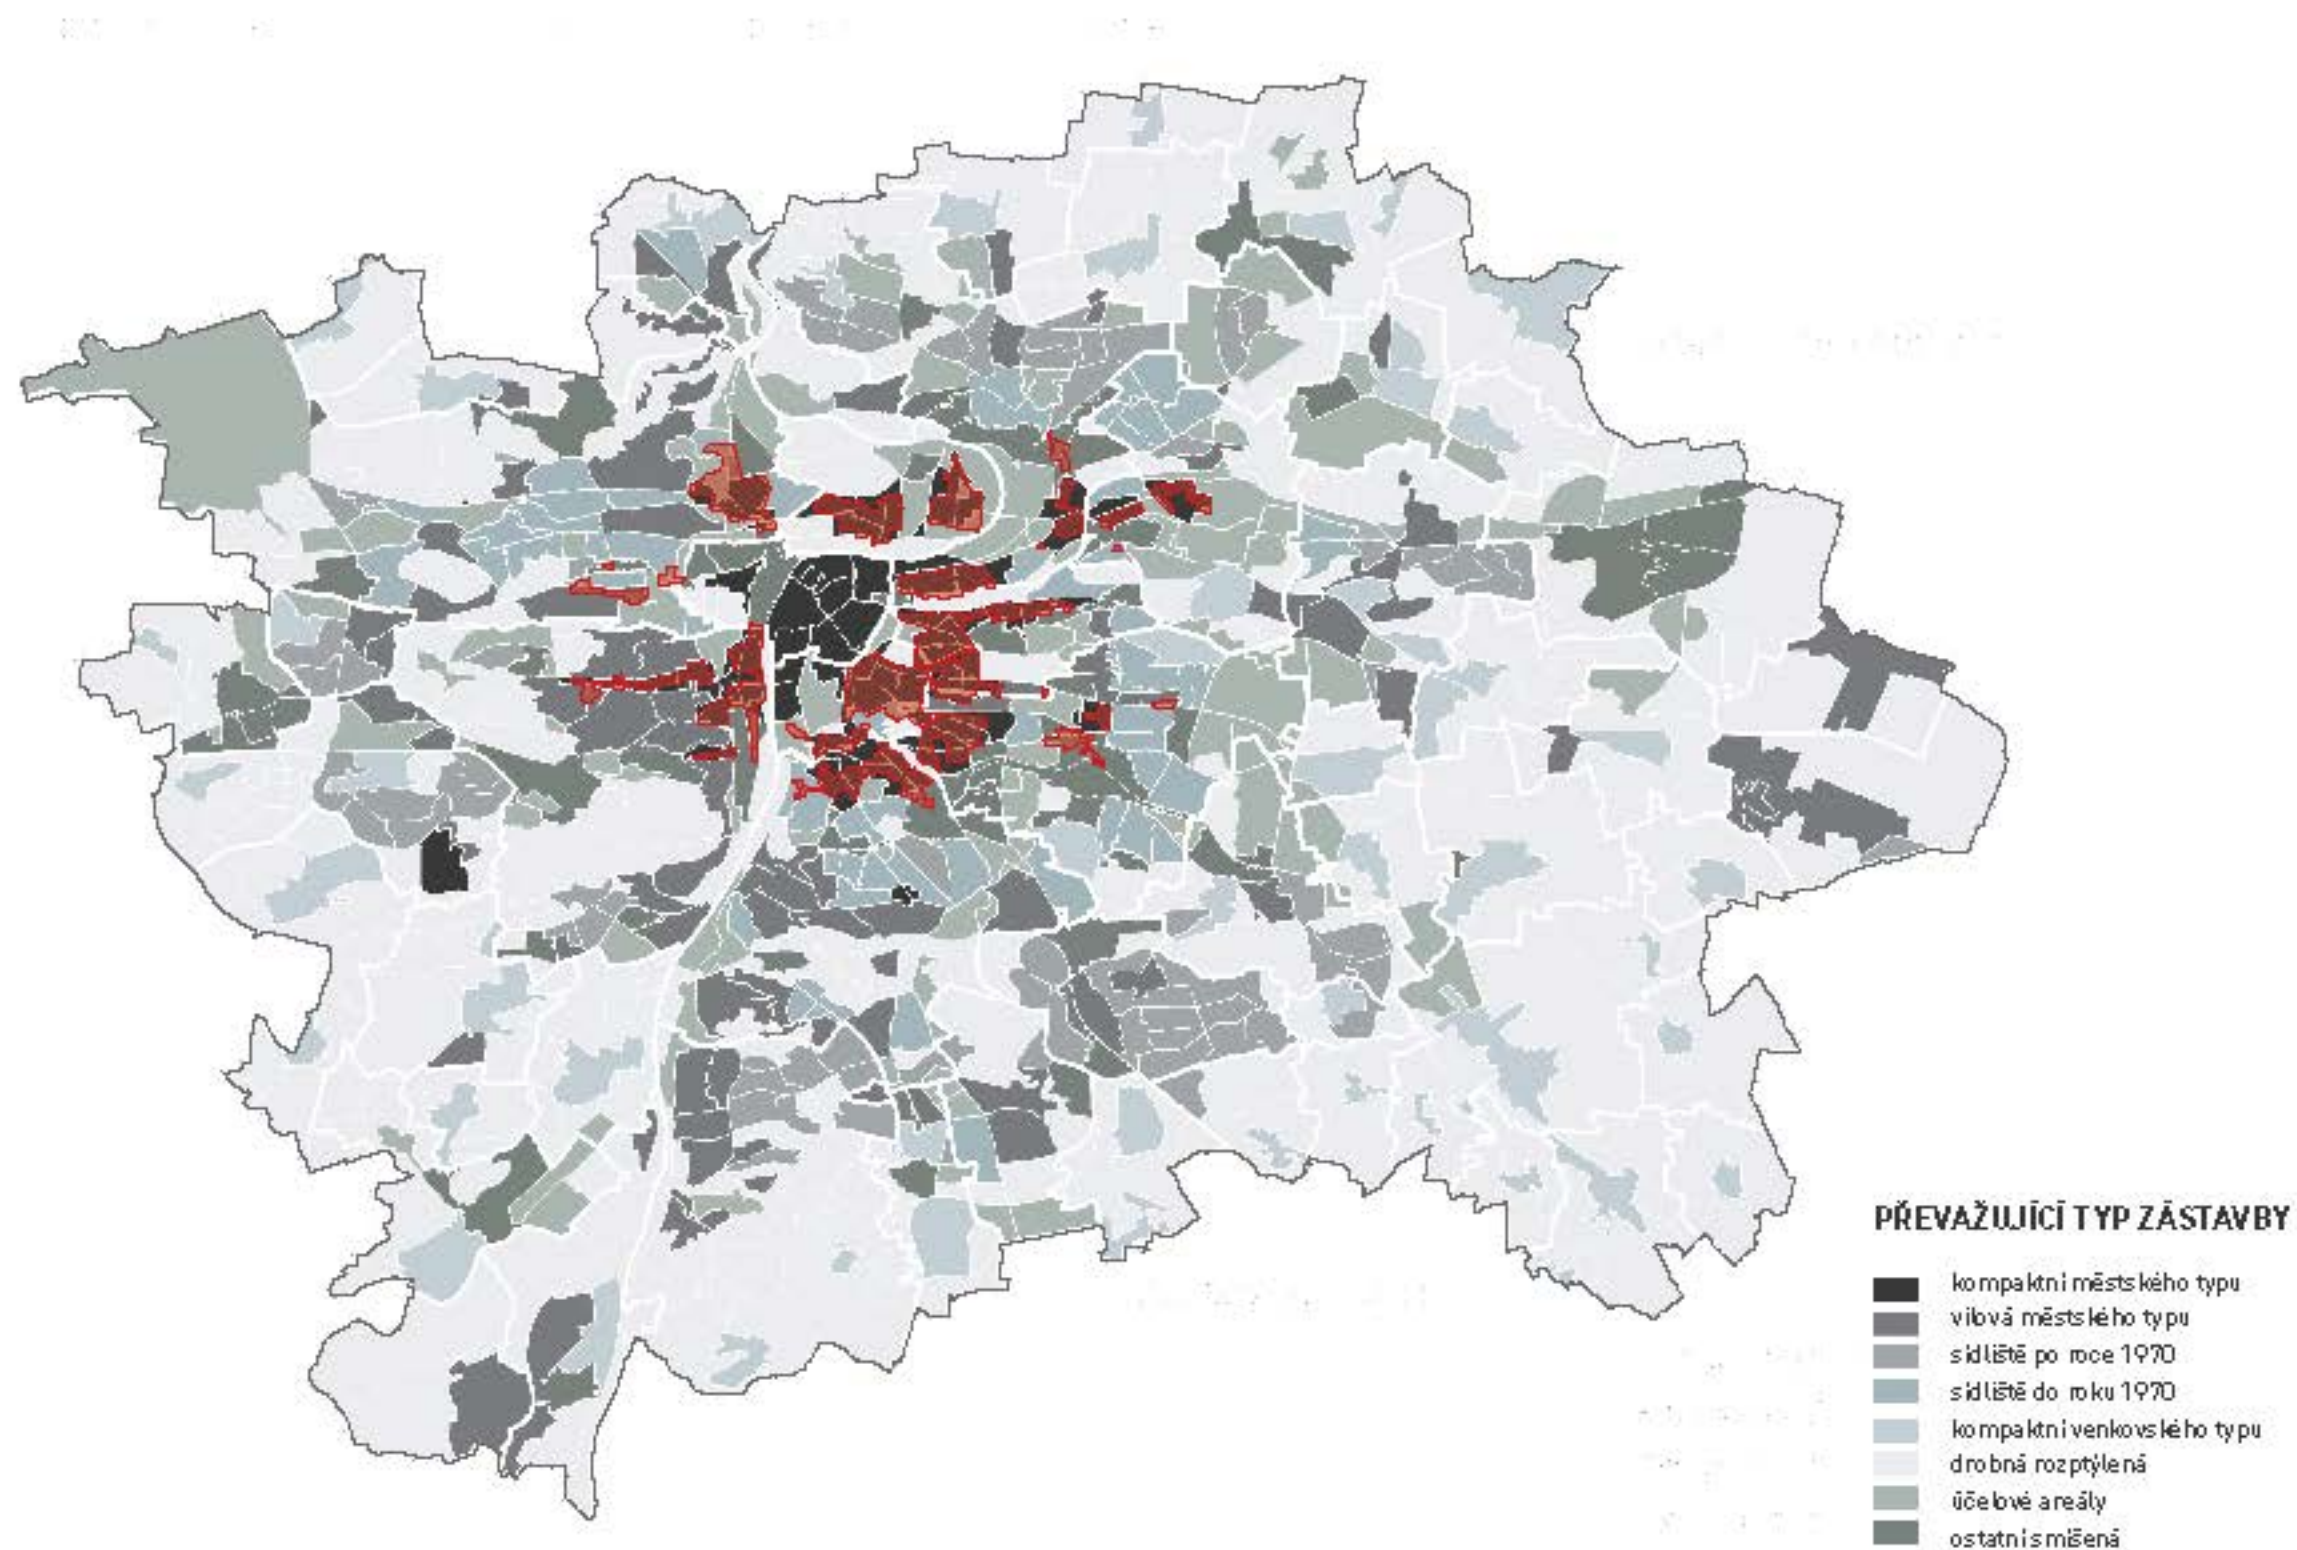 PŘEVAŽUJÍCÍ TYP ZÁSTAVBY
kompaktní městského typu
vilová městského typu
sídliště po roce 1970
sídliště do roku 1970
kompaktní venkovského typu
drobná rozptýlená
účelové areály
ostatní smíšená